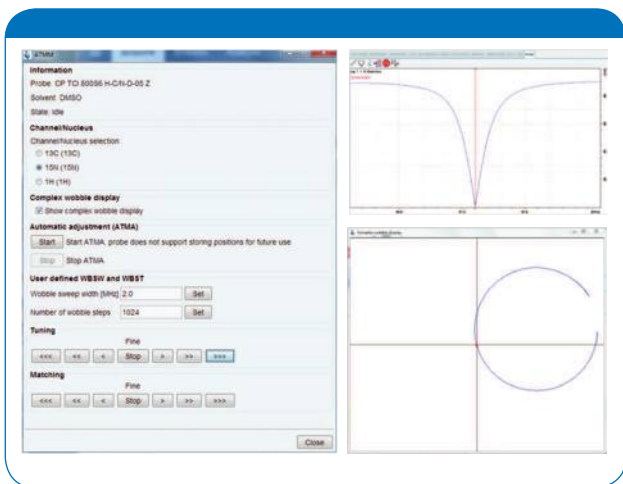 ATMM
Information
Probe: CP TCI 600S6 H-C/N-D-05 Z
Solvent: DMSO
State: Idle
Channel/Nucleus
Channel/Nucleus selection
13C (13C)
15N (15N)
1H (1H)
Complex wobble display
Show complex wobble display
Automatic adjustment (ATMA)
Start Start ATMA, probe does not support storing positions for future use
Stop Stop ATMA
User defined WBSW and WBST
Wobble sweep width [MHz] 2.0 Set
Number of wobble steps 1024 Set
Tuning
Fine
<<< << < Stop > >> >>>
Matching
Fine
<<< << < Stop > >> >>>
Close